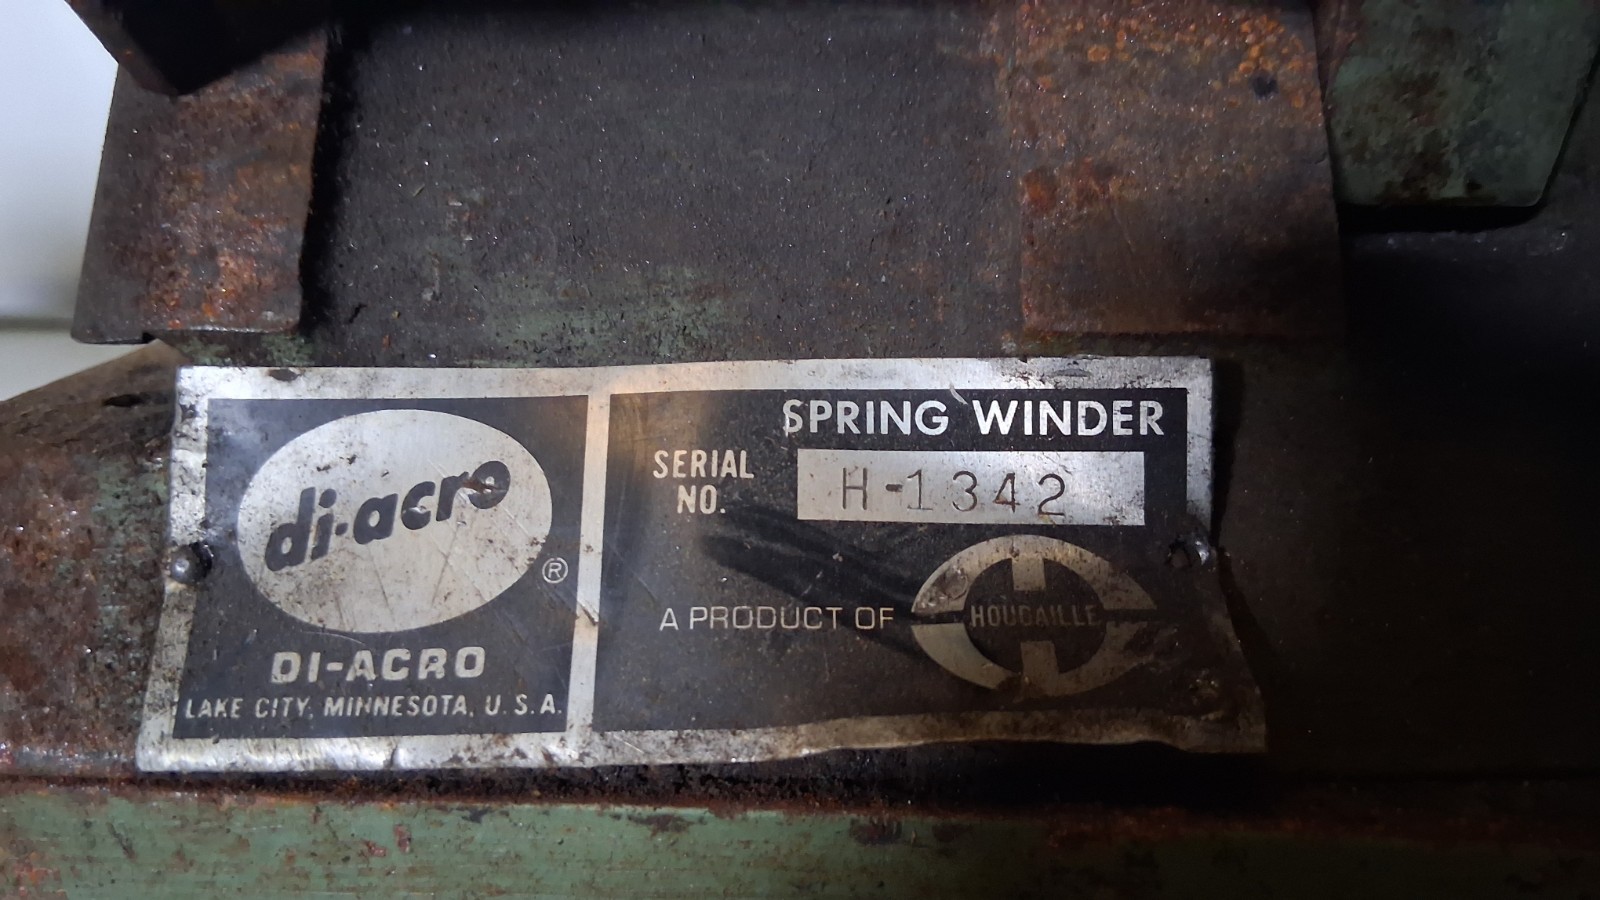 di-acro
®
DI-ACRO
LAKE CITY, MINNESOTA, U.S.A.
SPRING WINDER
SERIAL
NO.
H-1342
A PRODUCT OF
H
HOUDAILLE